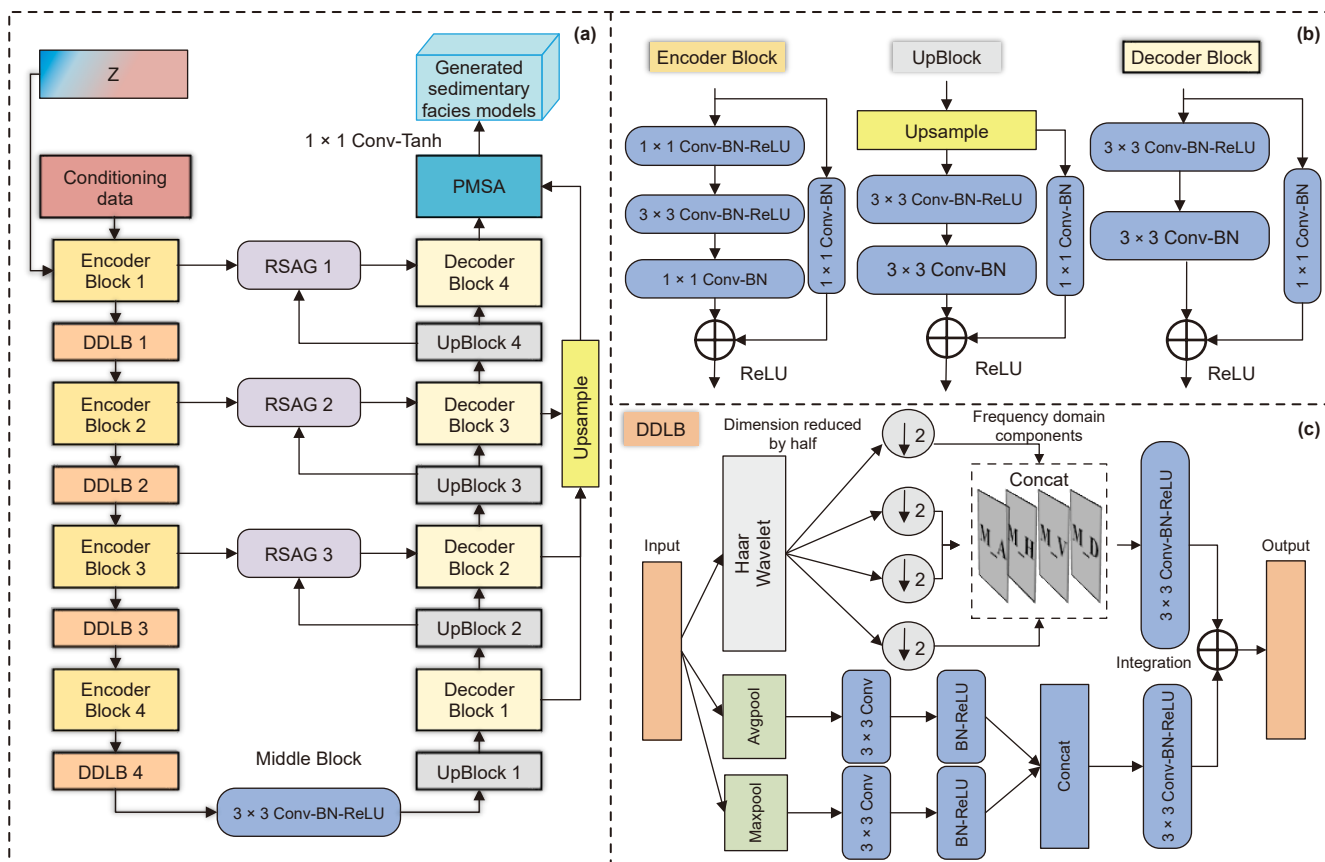 (a)
Z
Generated
sedimentary
facies models
1 × 1 Conv-Tanh
Conditioning
data
PMSA
Encoder
Block 1
RSAG 1
Decoder
Block 4
DDLB 1
UpBlock 4
Encoder
Block 2
RSAG 2
Decoder
Block 3
Upsample
DDLB 2
UpBlock 3
Encoder
Block 3
RSAG 3
Decoder
Block 2
DDLB 3
UpBlock 2
Encoder
Block 4
Decoder
Block 1
DDLB 4
Middle Block
UpBlock 1
3 × 3 Conv-BN-ReLU
(b)
Encoder Block
UpBlock
Decoder Block
1 × 1 Conv-BN-ReLU
3 × 3 Conv-BN-ReLU
1 × 1 Conv-BN
1 × 1 Conv-BN
ReLU
Upsample
3 × 3 Conv-BN-ReLU
3 × 3 Conv-BN
1 × 1 Conv-BN
ReLU
3 × 3 Conv-BN-ReLU
3 × 3 Conv-BN
1 × 1 Conv-BN
ReLU
(c)
DDLB
Dimension reduced
by half
Frequency domain
components
Input
Haar
Wavelet
2
2
2
2
Concat
M_A
M_H
M_V
M_D
3 × 3 Conv-BN-ReLU
Output
Integration
Avgpool
3 × 3 Conv
BN-ReLU
Maxpool
3 × 3 Conv
BN-ReLU
Concat
3 × 3 Conv-BN-ReLU